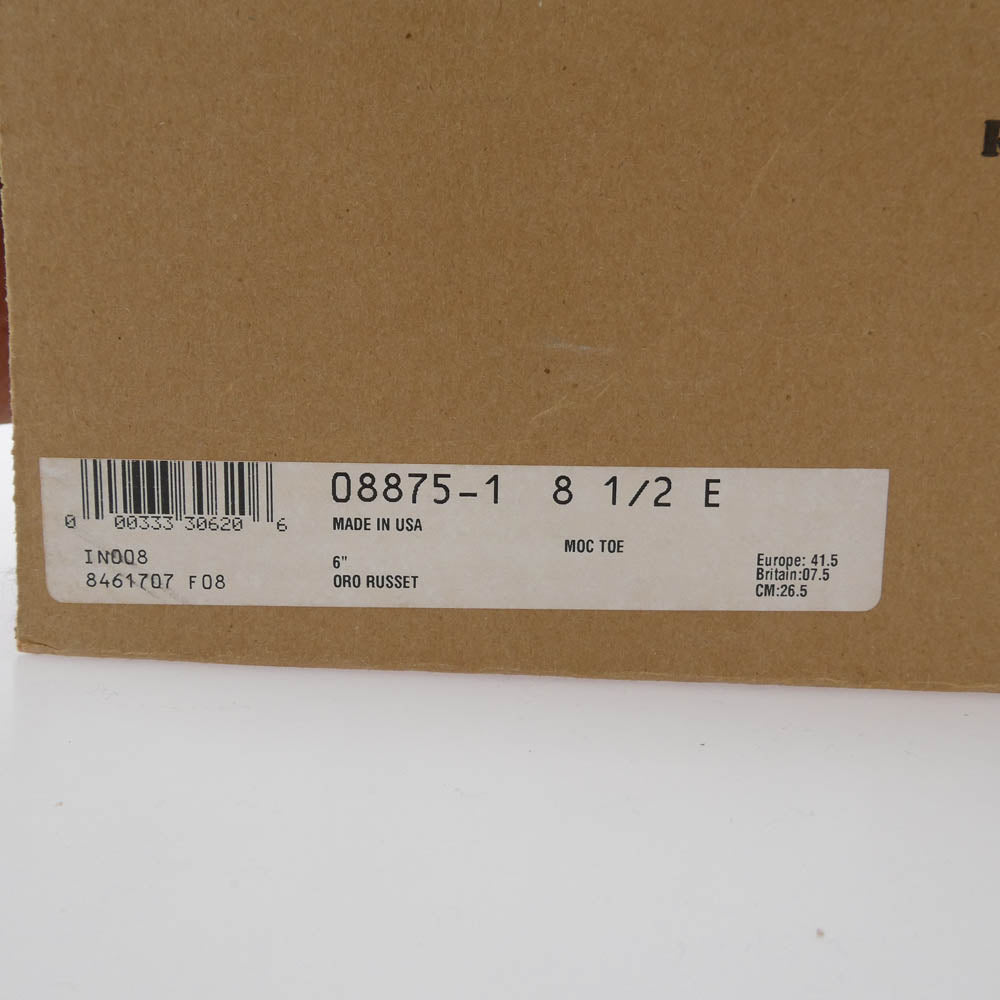 08875-1 8 1/2 E
0 00333 30620 6
MADE IN USA
MOC TOE
IN008
6"
Europe: 41.5
8461707 F08
ORO RUSSET
Britain:07.5
CM:26.5